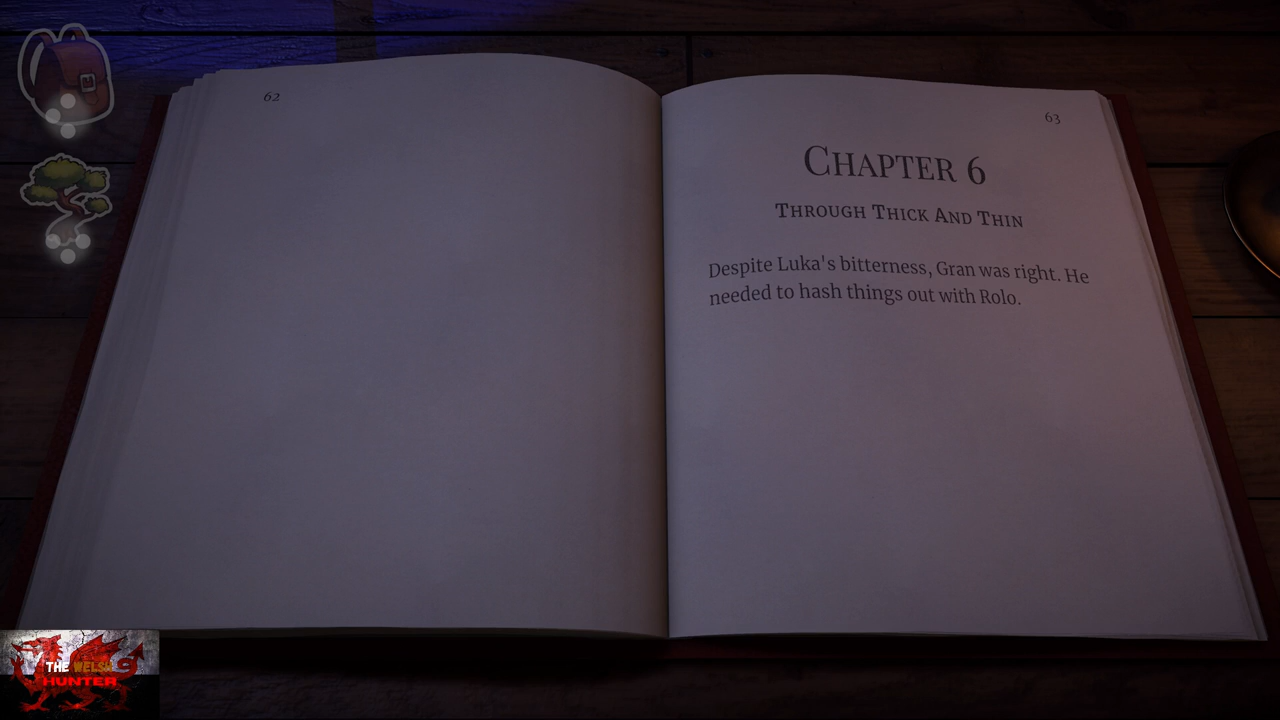 62
63
Chapter 6
Through Thick And Thin
Despite Luka's bitterness, Gran was right. He
needed to hash things out with Rolo.
THE WELSH
HUNTER